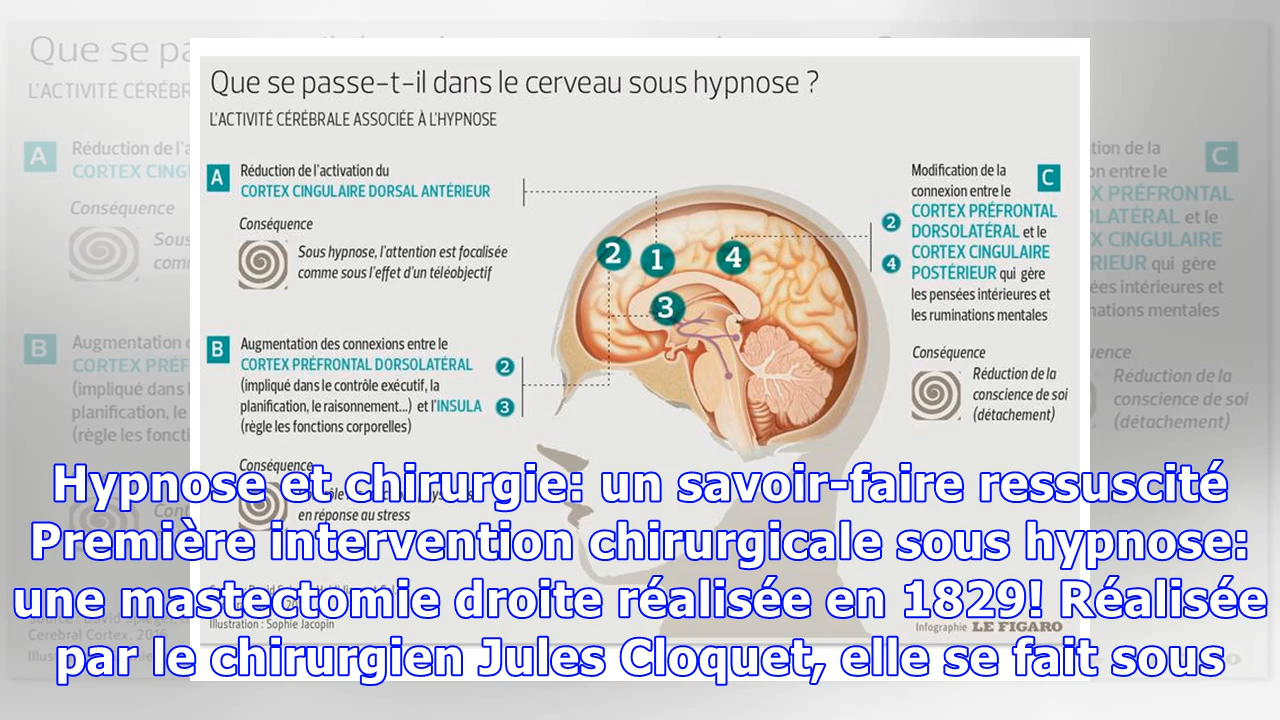 Que se passe-t-il dans le cerveau sous hypnose ?
L'ACTIVITÉ CÉRÉBRALE ASSOCIÉE À L'HYPNOSE
A
Réduction de l'activation du
CORTEX CINGULAIRE DORSAL ANTÉRIEUR
Conséquence
Sous hypnose, l'attention est focalisée
comme sous l'effet d'un téléobjectif
B
Augmentation des connexions entre le
CORTEX PRÉFRONTAL DORSOLATÉRAL 2
(impliqué dans le contrôle exécutif, la
planification, le raisonnement...) et l'INSULA 3
(règle les fonctions corporelles)
Conséquence
en réponse au stress
2 1 4
3
Modification de la
connexion entre le
C
2 CORTEX PRÉFRONTAL
DORSOLATÉRAL et le
4 CORTEX CINGULAIRE
POSTÉRIEUR qui gère
les pensées intérieures et
les ruminations mentales
Conséquence
Réduction de la
conscience de soi
(détachement)
Illustration : Sophie Jacopin
Infographie LE FIGARO
Hypnose et chirurgie: un savoir-faire ressuscité
Première intervention chirurgicale sous hypnose:
une mastectomie droite réalisée en 1829! Réalisée
par le chirurgien Jules Cloquet, elle se fait sous